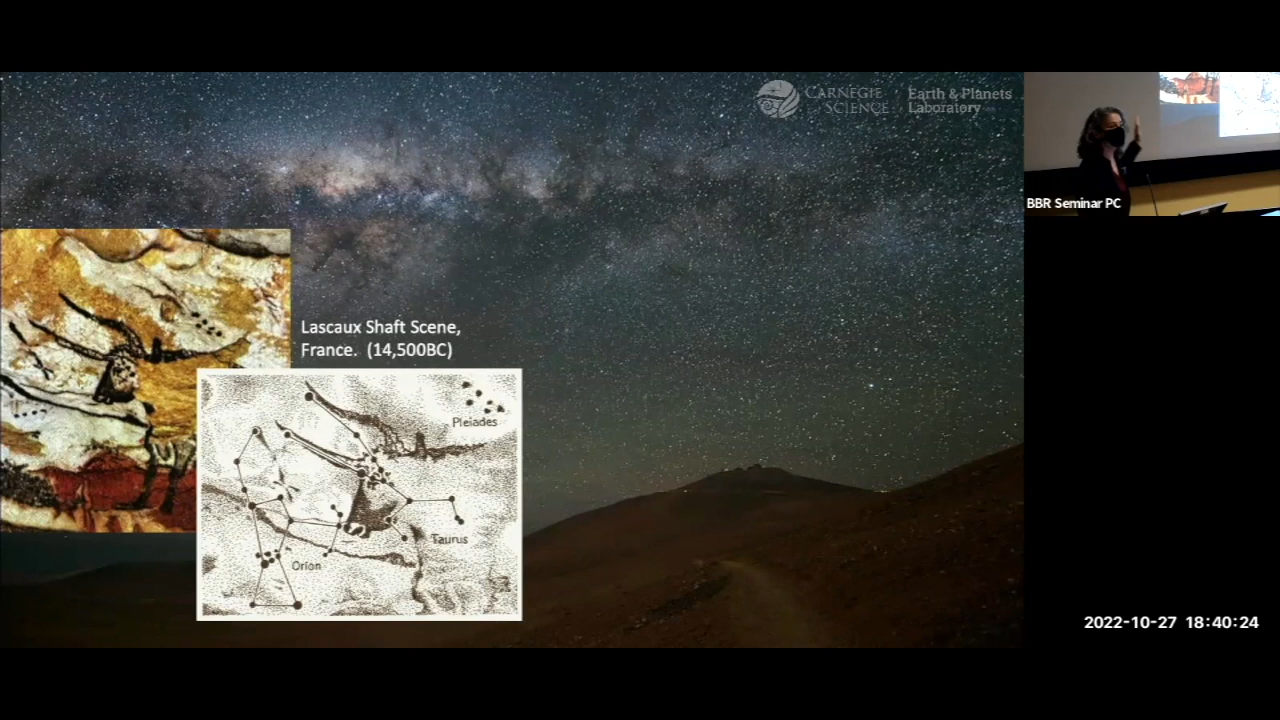 CARNEGIE
SCIENCE
Earth & Planets
Laboratory
BBR Seminar PC
Lascaux Shaft Scene,
France. (14,500BC)
Pleiades
Taurus
Orion
2022-10-27 18:40:24